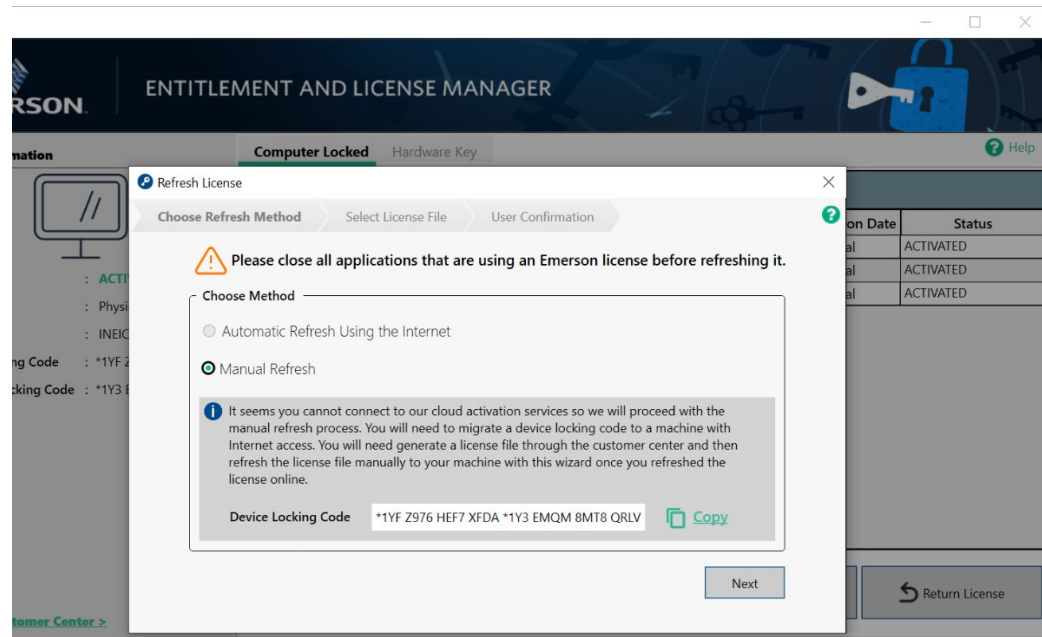 RSON.
ENTITLEMENT AND LICENSE MANAGER
mation
Computer Locked Hardware Key
Help
Refresh License
Choose Refresh Method Select License File User Confirmation
on Date Status
al ACTIVATED
al ACTIVATED
al ACTIVATED
Please close all applications that are using an Emerson license before refreshing it.
: ACTI
: Physi
: INEIC
ng Code : *1YF Z
cking Code : *1Y3 E
Choose Method
Automatic Refresh Using the Internet
Manual Refresh
It seems you cannot connect to our cloud activation services so we will proceed with the
manual refresh process. You will need to migrate a device locking code to a machine with
Internet access. You will need generate a license file through the customer center and then
refresh the license file manually to your machine with this wizard once you refreshed the
license online.
Device Locking Code *1YF Z976 HEF7 XFDA *1Y3 EMQM 8MT8 QRLV Copy
Next
Return License
tomer Center >